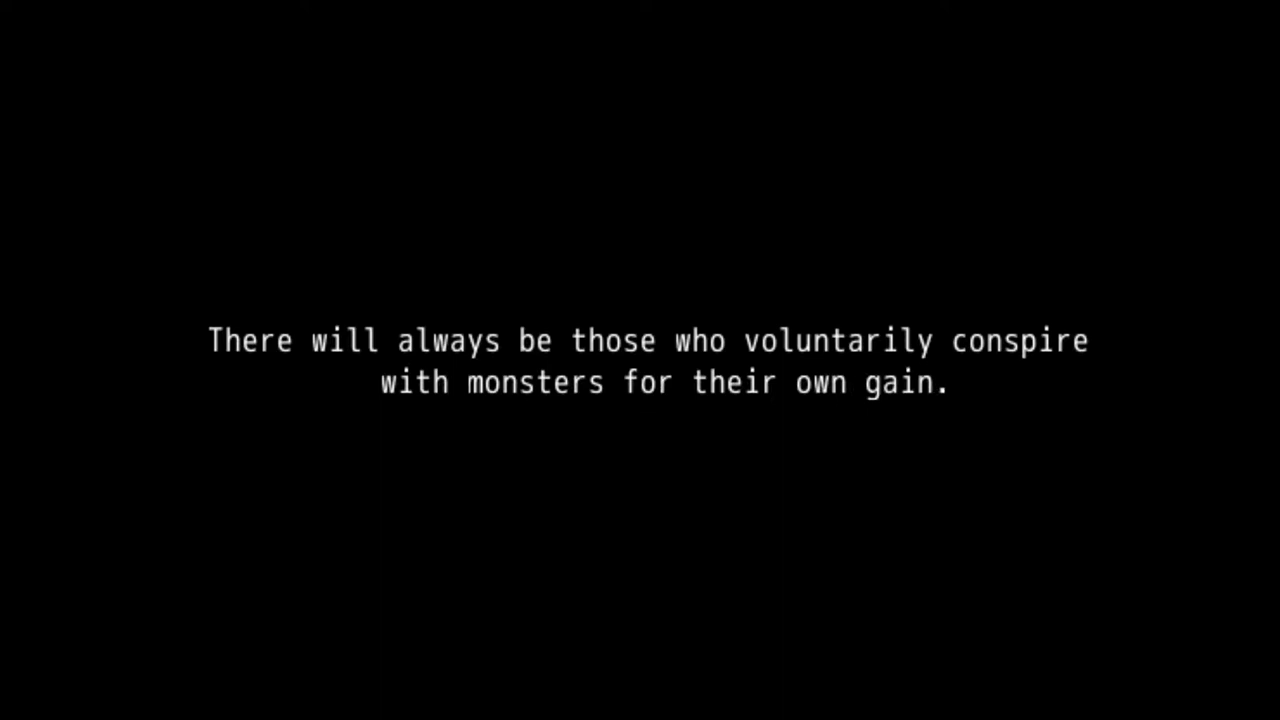 There will always be those who voluntarily conspire
with monsters for their own gain.